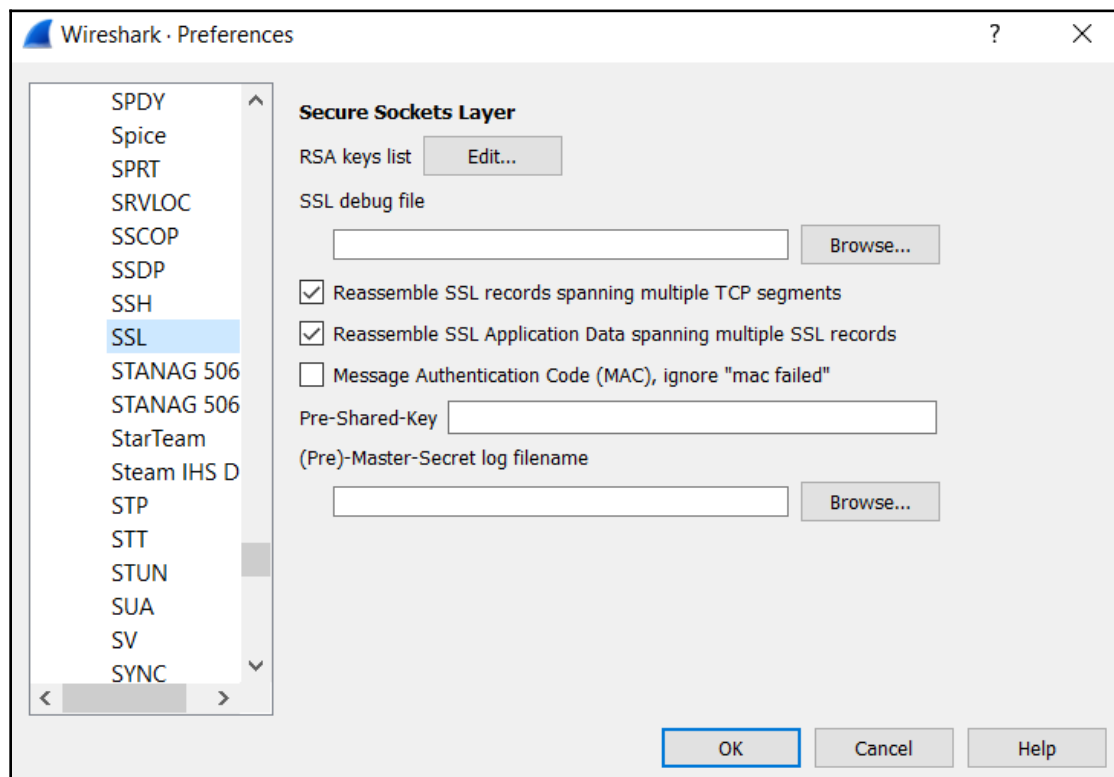 Wireshark · Preferences
?
SPDY
Spice
SPRT
SRVLOC
SSCOP
SSDP
SSH
SSL
STANAG 506
STANAG 506
StarTeam
Steam IHS D
STP
STT
STUN
SUA
SV
SYNC
Secure Sockets Layer
RSA keys list Edit...
SSL debug file
Browse...
Reassemble SSL records spanning multiple TCP segments
Reassemble SSL Application Data spanning multiple SSL records
Message Authentication Code (MAC), ignore "mac failed"
Pre-Shared-Key
(Pre)-Master-Secret log filename
Browse...
OK Cancel Help